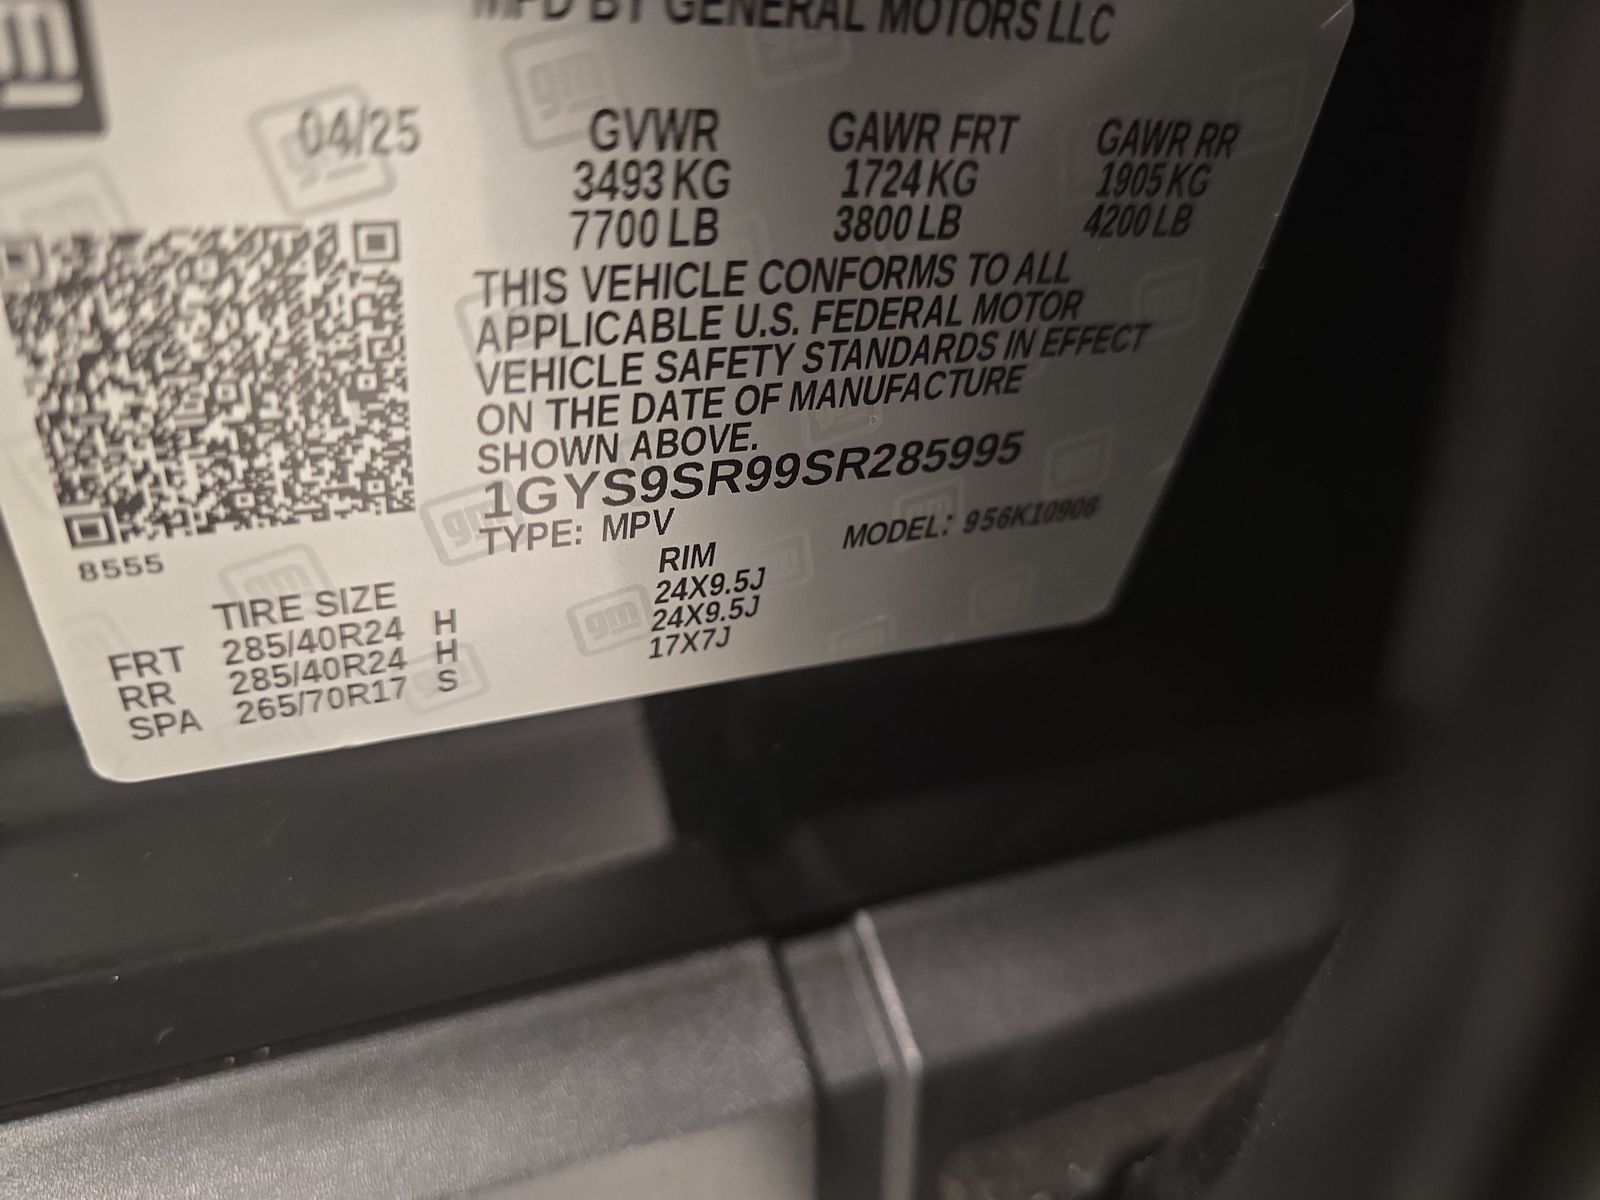 MFD BY GENERAL MOTORS LLC
04/25 GVWR GAWR FRT GAWR RR
3493 KG 1724 KG 1905 KG
7700 LB 3800 LB 4200 LB
THIS VEHICLE CONFORMS TO ALL
APPLICABLE U.S. FEDERAL MOTOR
VEHICLE SAFETY STANDARDS IN EFFECT
ON THE DATE OF MANUFACTURE
SHOWN ABOVE.
1GYS9SR99SR285995
TYPE: MPV MODEL: 956K10906
8555
TIRE SIZE RIM
FRT 285/40R24 H 24X9.5J
RR 285/40R24 H 24X9.5J
SPA 265/70R17 S 17X7J